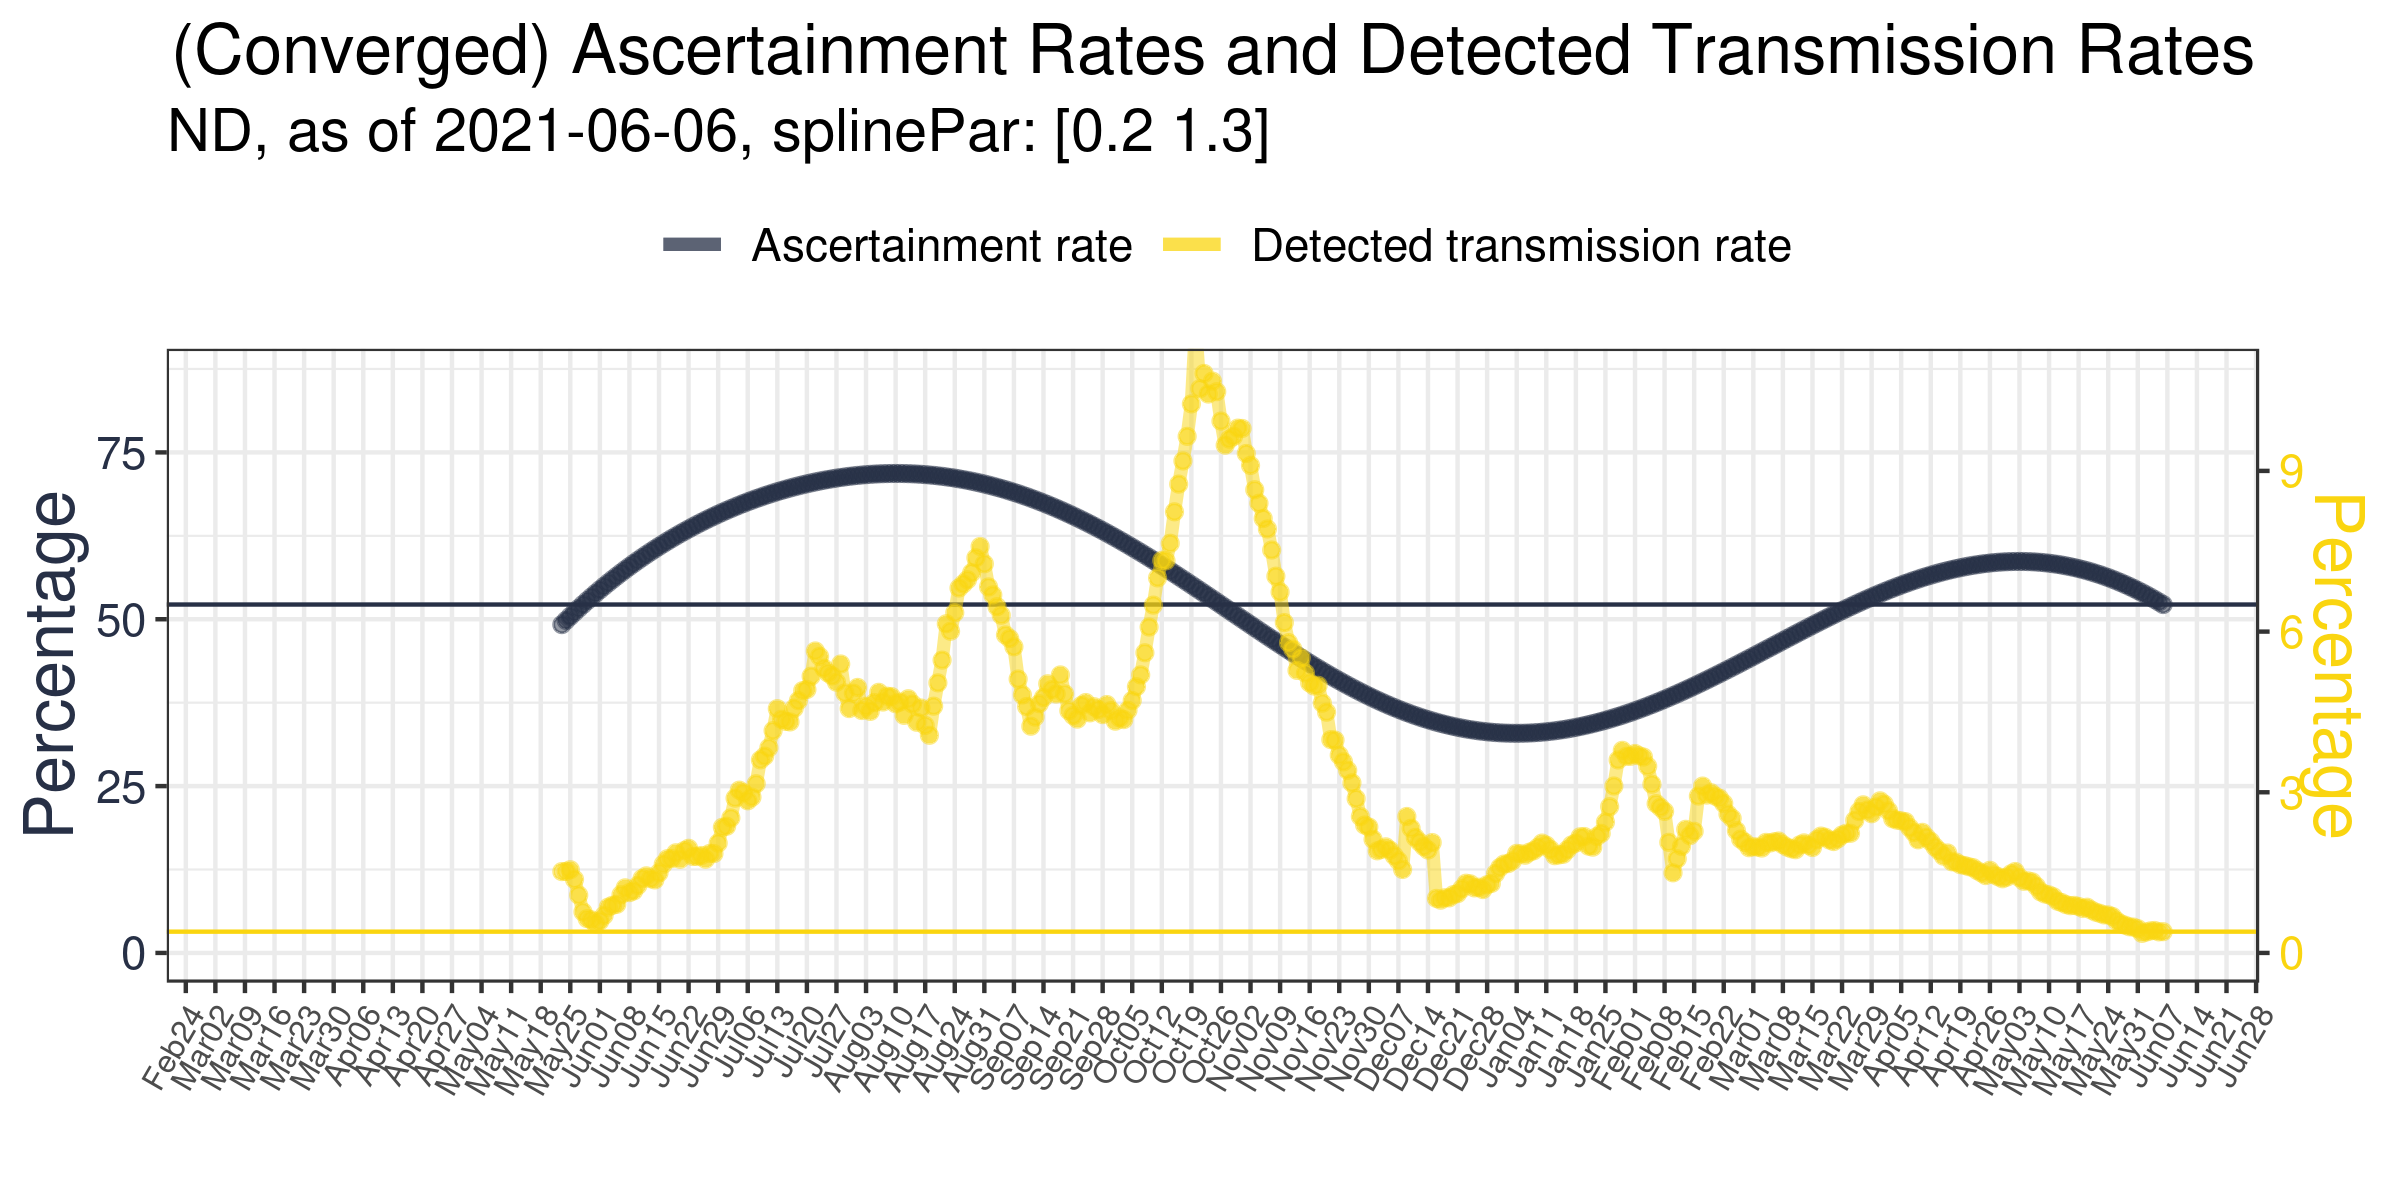 (Converged) Ascertainment Rates and Detected Transmission Rates
ND, as of 2021-06-06, splinePar: [0.2 1.3]
Ascertainment rate
Detected transmission rate
Percentage
75
50
25
0
9
6
3
0
Percentage
Feb24
Mar02
Mar09
Mar16
Mar23
Mar30
Apr06
Apr13
Apr20
Apr27
May04
May11
May18
May25
Jun01
Jun08
Jun15
Jun22
Jun29
Jul06
Jul13
Jul20
Jul27
Aug03
Aug10
Aug17
Aug24
Aug31
Sep07
Sep14
Sep21
Sep28
Oct05
Oct12
Oct19
Oct26
Nov02
Nov09
Nov16
Nov23
Nov30
Dec07
Dec14
Dec21
Dec28
Jan04
Jan11
Jan18
Jan25
Feb01
Feb08
Feb15
Feb22
Mar01
Mar08
Mar15
Mar22
Mar29
Apr05
Apr12
Apr19
Apr26
May03
May10
May17
May24
May31
Jun07
Jun14
Jun21
Jun28